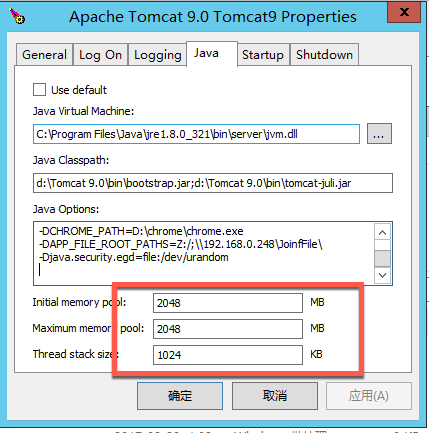 Apache Tomcat 9.0 Tomcat9 Properties
x
General Log On Logging Java Startup Shutdown
Use default
Java Virtual Machine:
C:\Program Files\Java\jre1.8.0_321\bin\server\jvm.dll
...
Java Classpath:
d:\Tomcat 9.0\bin\bootstrap.jar;d:\Tomcat 9.0\bin\tomcat-juli.jar
Java Options:
-DCHROME_PATH=D:\chrome\chrome.exe
-DAPP_FILE_ROOT_PATHS=Z:/;\\192.168.0.248\JoinfFile\
-Djava.security.egd=file:/dev/urandom
Initial memory pool: 2048 MB
Maximum memory pool: 2048 MB
Thread stack size: 1024 KB
确定 取消 应用(A)